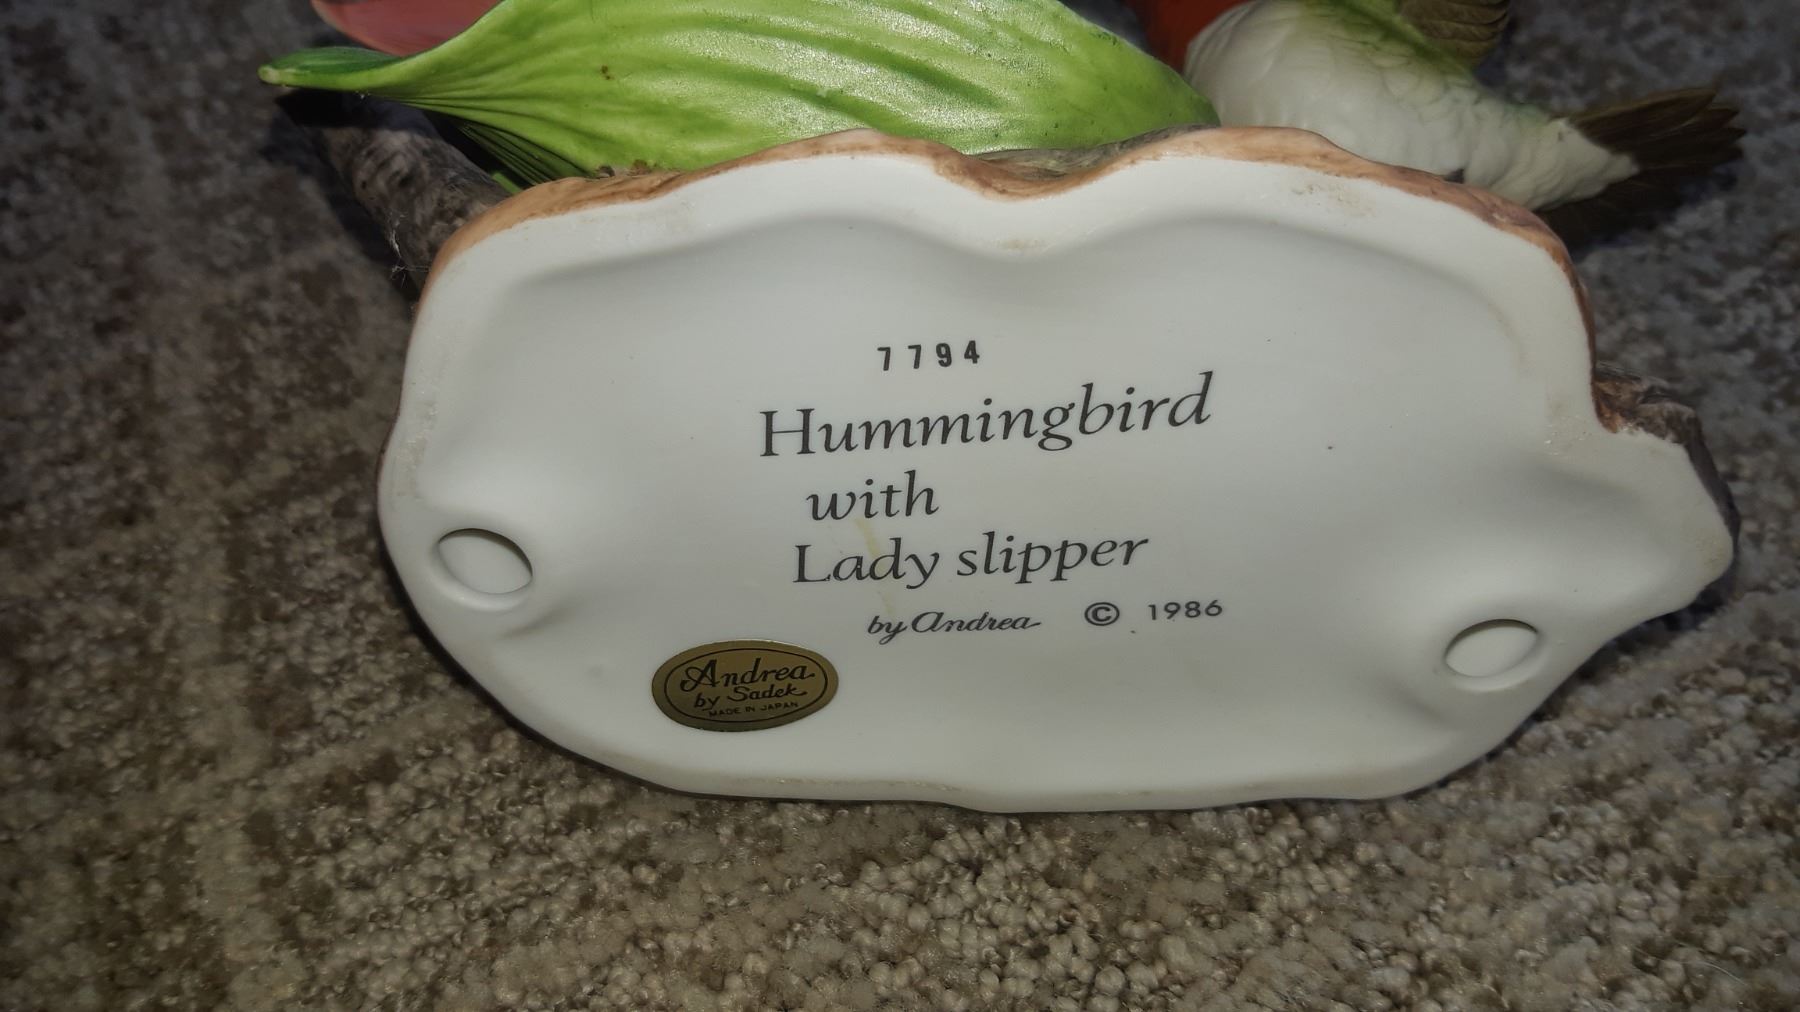 7794
Hummingbird
with
Lady slipper
by Andrea © 1986
Andrea
by Sadek
MADE IN JAPAN